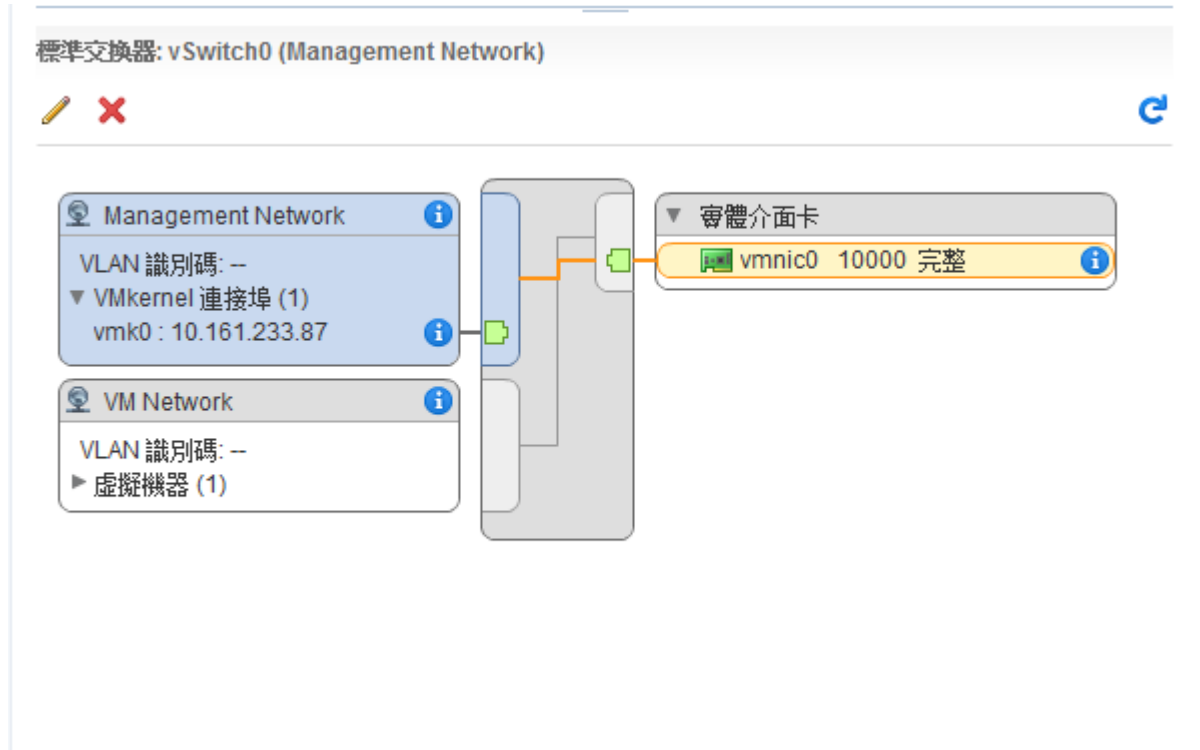 標準交換器: vSwitch0 (Management Network)
Management Network
VLAN 識別碼: --
VMkernel 連接埠 (1)
vmk0 : 10.161.233.87
VM Network
VLAN 識別碼: --
虛擬機器 (1)
實體介面卡
vmnic0 10000 完整